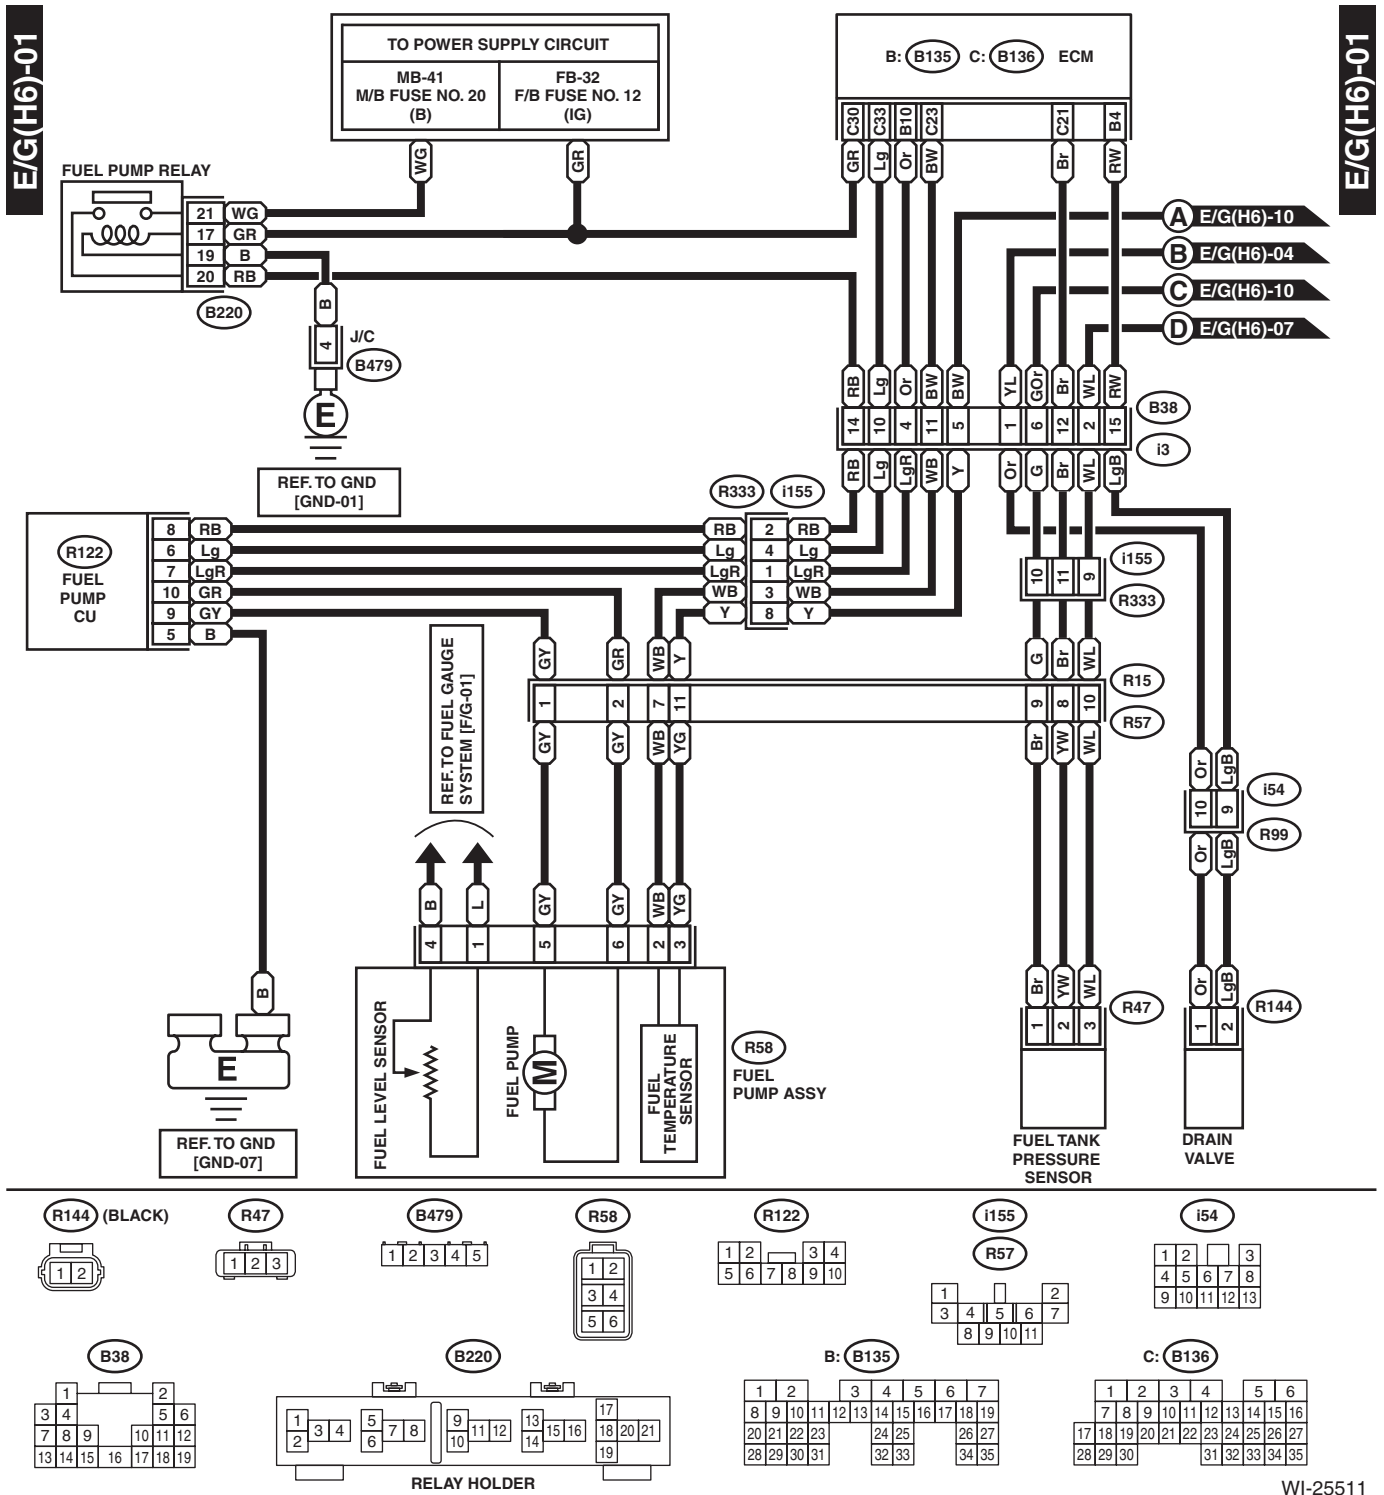 E/G(H6)-01
E/G(H6)-01
TO POWER SUPPLY CIRCUIT
MB-41
M/B FUSE NO. 20
(B)
FB-32
F/B FUSE NO. 12
(IG)
B: B135 C: B136 ECM
C30 C33 B10 C23 C21 B4
WG GR GR Lg Or BW Br RW
FUEL PUMP RELAY
21 WG
17 GR
19 B
20 RB
B220
A E/G(H6)-10
B E/G(H6)-04
C E/G(H6)-10
D E/G(H6)-07
B
4
J/C
B479
E
REF. TO GND
[GND-01]
RB Lg Or BW BW YL GOr Br WL RW
14 10 4 11 5 1 6 12 2 15
B38
i3
RB Lg LgR WB Y Or G Br WL LgB
R333 i155
R122
FUEL
PUMP
CU
8 RB
6 Lg
7 LgR
10 GR
9 GY
5 B
RB 2 RB
Lg 4 Lg
LgR 1 LgR
WB 3 WB
Y 8 Y
10 11 9
i155
R333
REF. TO FUEL GAUGE
SYSTEM [F/G-01]
GY GR WB Y G Br WL
1 2 7 11 9 8 10
R15
R57
GY GY WB YG Br YW WL
Or LgB
10 9
i54
R99
Or LgB
B L GY GY WB YG
4 1 5 6 2 3
FUEL LEVEL SENSOR
FUEL PUMP
M
FUEL
TEMPERATURE
SENSOR
R58
FUEL
PUMP ASSY
B
E
REF. TO GND
[GND-07]
Br YW WL
1 2 3
R47
FUEL TANK
PRESSURE
SENSOR
Or LgB
1 2
R144
DRAIN
VALVE
R144 (BLACK)
1 2
R47
1 2 3
B479
1 2 3 4 5
R58
1 2
3 4
5 6
R122
1 2 3 4
5 6 7 8 9 10
i155
R57
1 2
3 4 5 6 7
8 9 10 11
i54
1 2 3
4 5 6 7 8
9 10 11 12 13
B38
1 2
3 4 5 6
7 8 9 10 11 12
13 14 15 16 17 18 19
B220
1 2 3 4 5 6 7 8 9 10 11 12 13 14 15 16 17 18 19 20 21
RELAY HOLDER
B: B135
1 2 3 4 5 6 7
8 9 10 11 12 13 14 15 16 17 18 19
20 21 22 23 24 25 26 27
28 29 30 31 32 33 34 35
C: B136
1 2 3 4 5 6
7 8 9 10 11 12 13 14 15 16
17 18 19 20 21 22 23 24 25 26 27
28 29 30 31 32 33 34 35
WI-25511